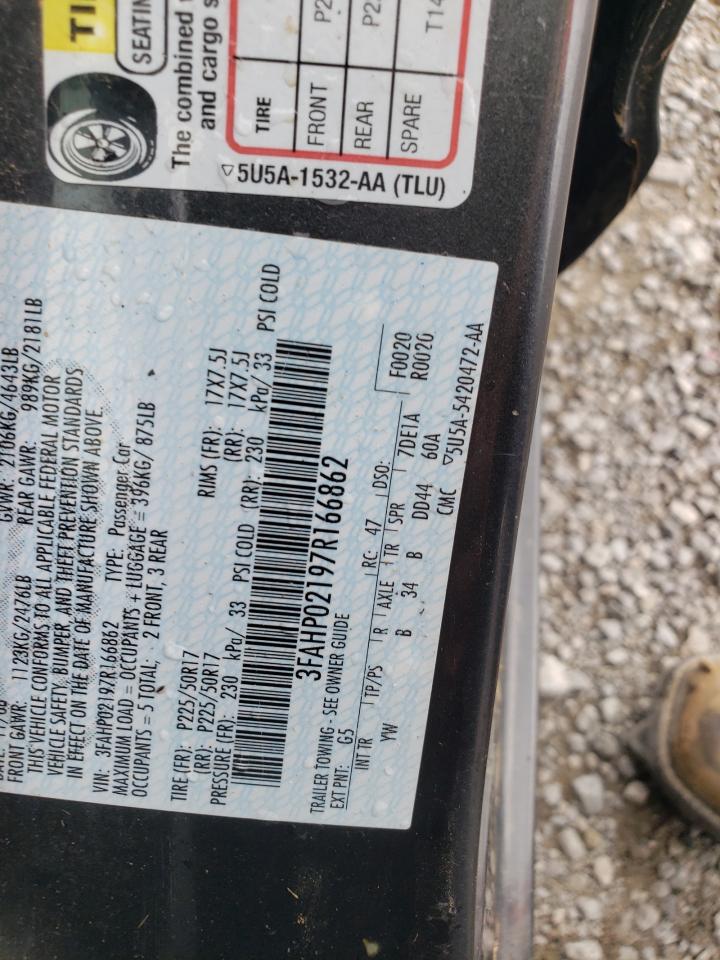 TI
SEATIN
The combined
and cargo s
TIRE
FRONT P2
REAR P2
SPARE T14
5U5A-1532-AA (TLU)
GVWR: 2106KG/4643LB
FRONT GAWR: 1123KG/2476LB REAR GAWR: 989KG/2181LB
THIS VEHICLE CONFORMS TO ALL APPLICABLE FEDERAL MOTOR
VEHICLE SAFETY, BUMPER, AND THEFT PREVENTION STANDARDS
IN EFFECT ON THE DATE OF MANUFACTURE SHOWN ABOVE.
VIN: 3FAHP02197R166862 TYPE: Passenger Car
MAXIMUM LOAD = OCCUPANTS + LUGGAGE = 396KG/ 875LB
OCCUPANTS = 5 TOTAL; 2 FRONT, 3 REAR
TIRE (FR): P225/50R17 RIMS (FR): 17X7.5J
(RR): P225/50R17 (RR): 17X7.5J
PRESSURE (FR): 230 kPa/ 33 PSI COLD (RR): 230 kPa/ 33 PSI COLD
3FAHP02197R166862
TRAILER TOWING - SEE OWNER GUIDE
EXT PNT: G5 RC: 47 DSO: F0020
R0020
INT TR TP/PS R AXLE TR SPR 7DE1A
YW B 34 B DD44 60A
CMC 5U5A-5420472-AA